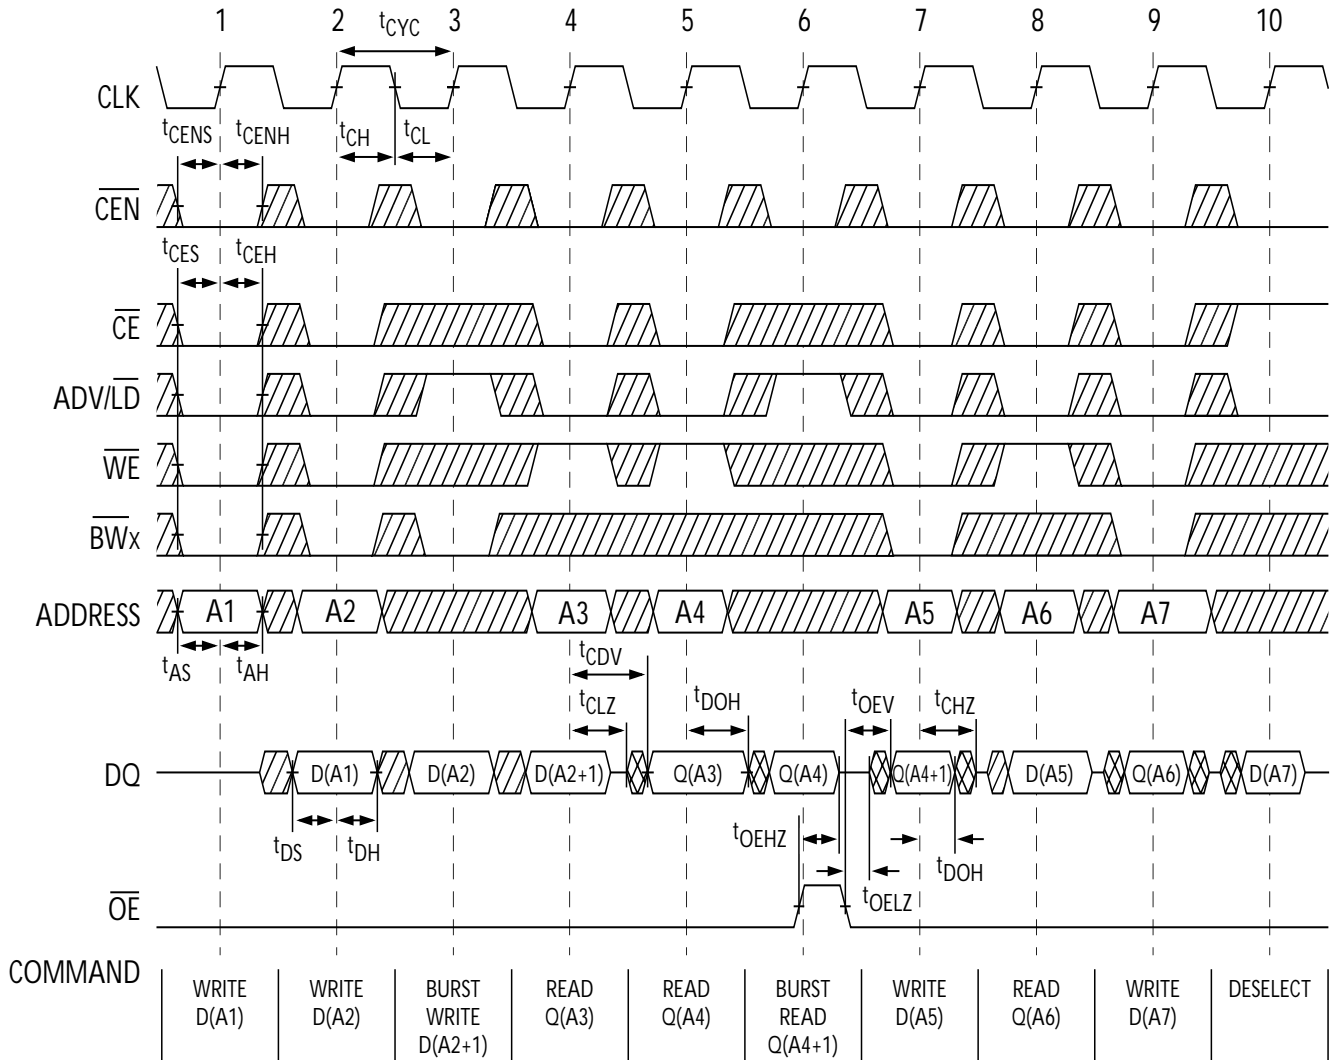 1 2 tCYC 3 4 5 6 7 8 9 10
CLK
tCENS tCENH tCH tCL
CEN
tCES tCEH
CE
ADV/LD
WE
BWx
ADDRESS A1 A2 A3 A4 A5 A6 A7
tAS tAH tCDV
tCLZ tDOH tOEV tCHZ
DQ D(A1) D(A2) D(A2+1) Q(A3) Q(A4) Q(A4+1) D(A5) Q(A6) D(A7)
tDS tDH tOEHZ tDOH
tOELZ
OE
COMMAND
WRITE D(A1)
WRITE D(A2)
BURST WRITE D(A2+1)
READ Q(A3)
READ Q(A4)
BURST READ Q(A4+1)
WRITE D(A5)
READ Q(A6)
WRITE D(A7)
DESELECT